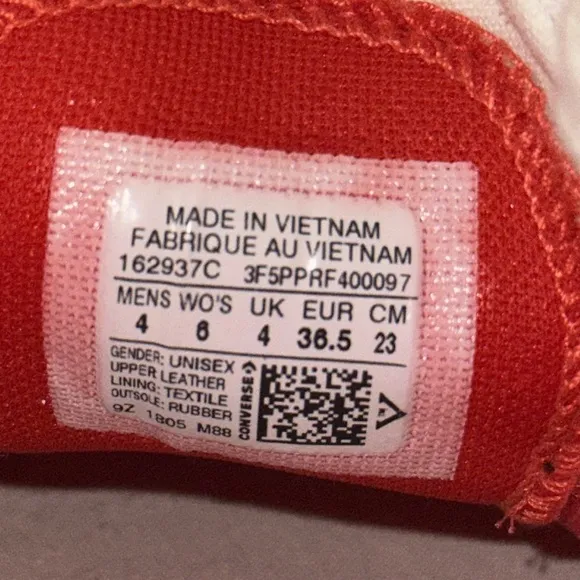 MADE IN VIETNAM
FABRIQUE AU VIETNAM
162937C 3F5PPRF400097
MENS WO'S UK EUR CM
4 6 4 36.5 23
GENDER: UNISEX
UPPER LEATHER
LINING: TEXTILE
OUTSOLE: RUBBER
9Z 1805 M88
CONVERSE